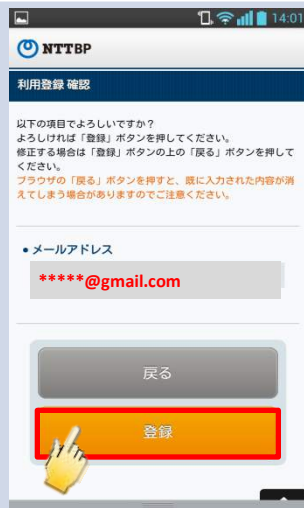 14:01
NTTBP
利用登録 確認
以下の項目でよろしいですか？
よろしければ「登録」ボタンを押してください。
修正する場合は「登録」ボタンの上の「戻る」ボタンを押して
ください。
ブラウザの「戻る」ボタンを押すと、既に入力された内容が消
えてしまう場合がありますのでご注意ください。
• メールアドレス
*****@gmail.com
戻る
登録